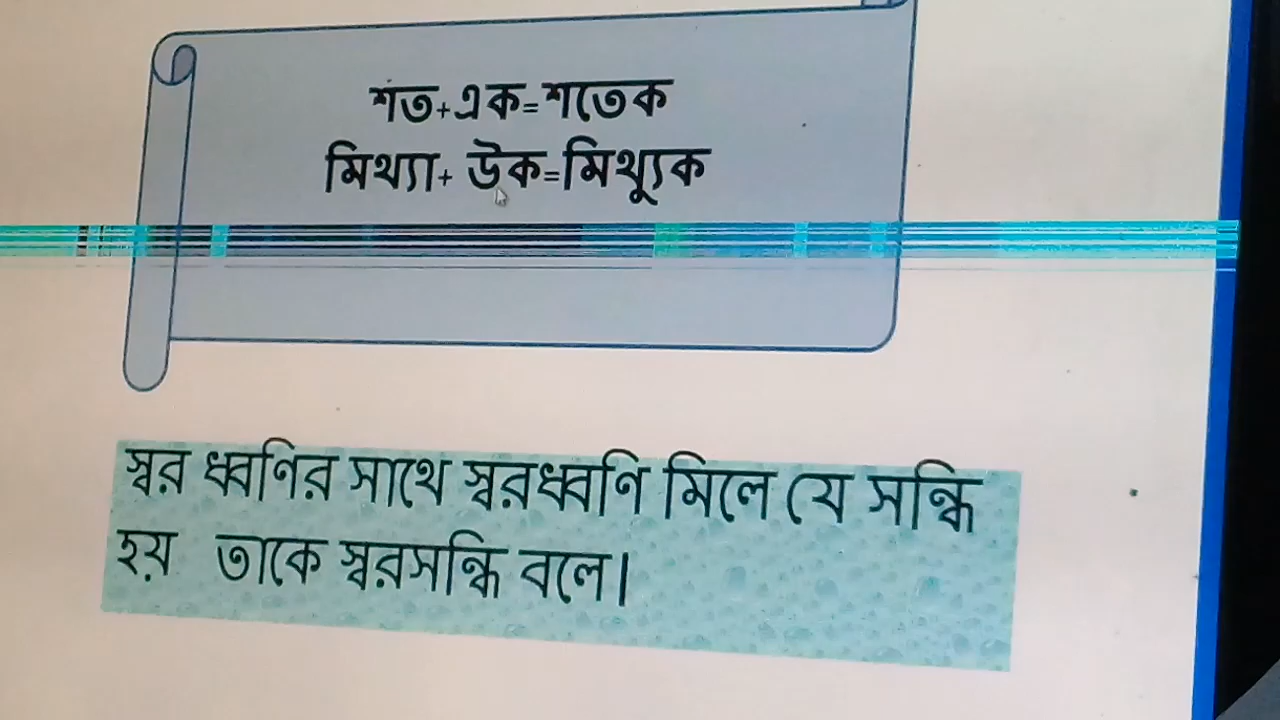 শত+এক=শতেক
মিথ্যা+ উক=মিথ্যুক
স্বর ধ্বণির সাথে স্বরধ্বণি মিলে যে সন্ধি
হয় তাকে স্বরসন্ধি বলে।